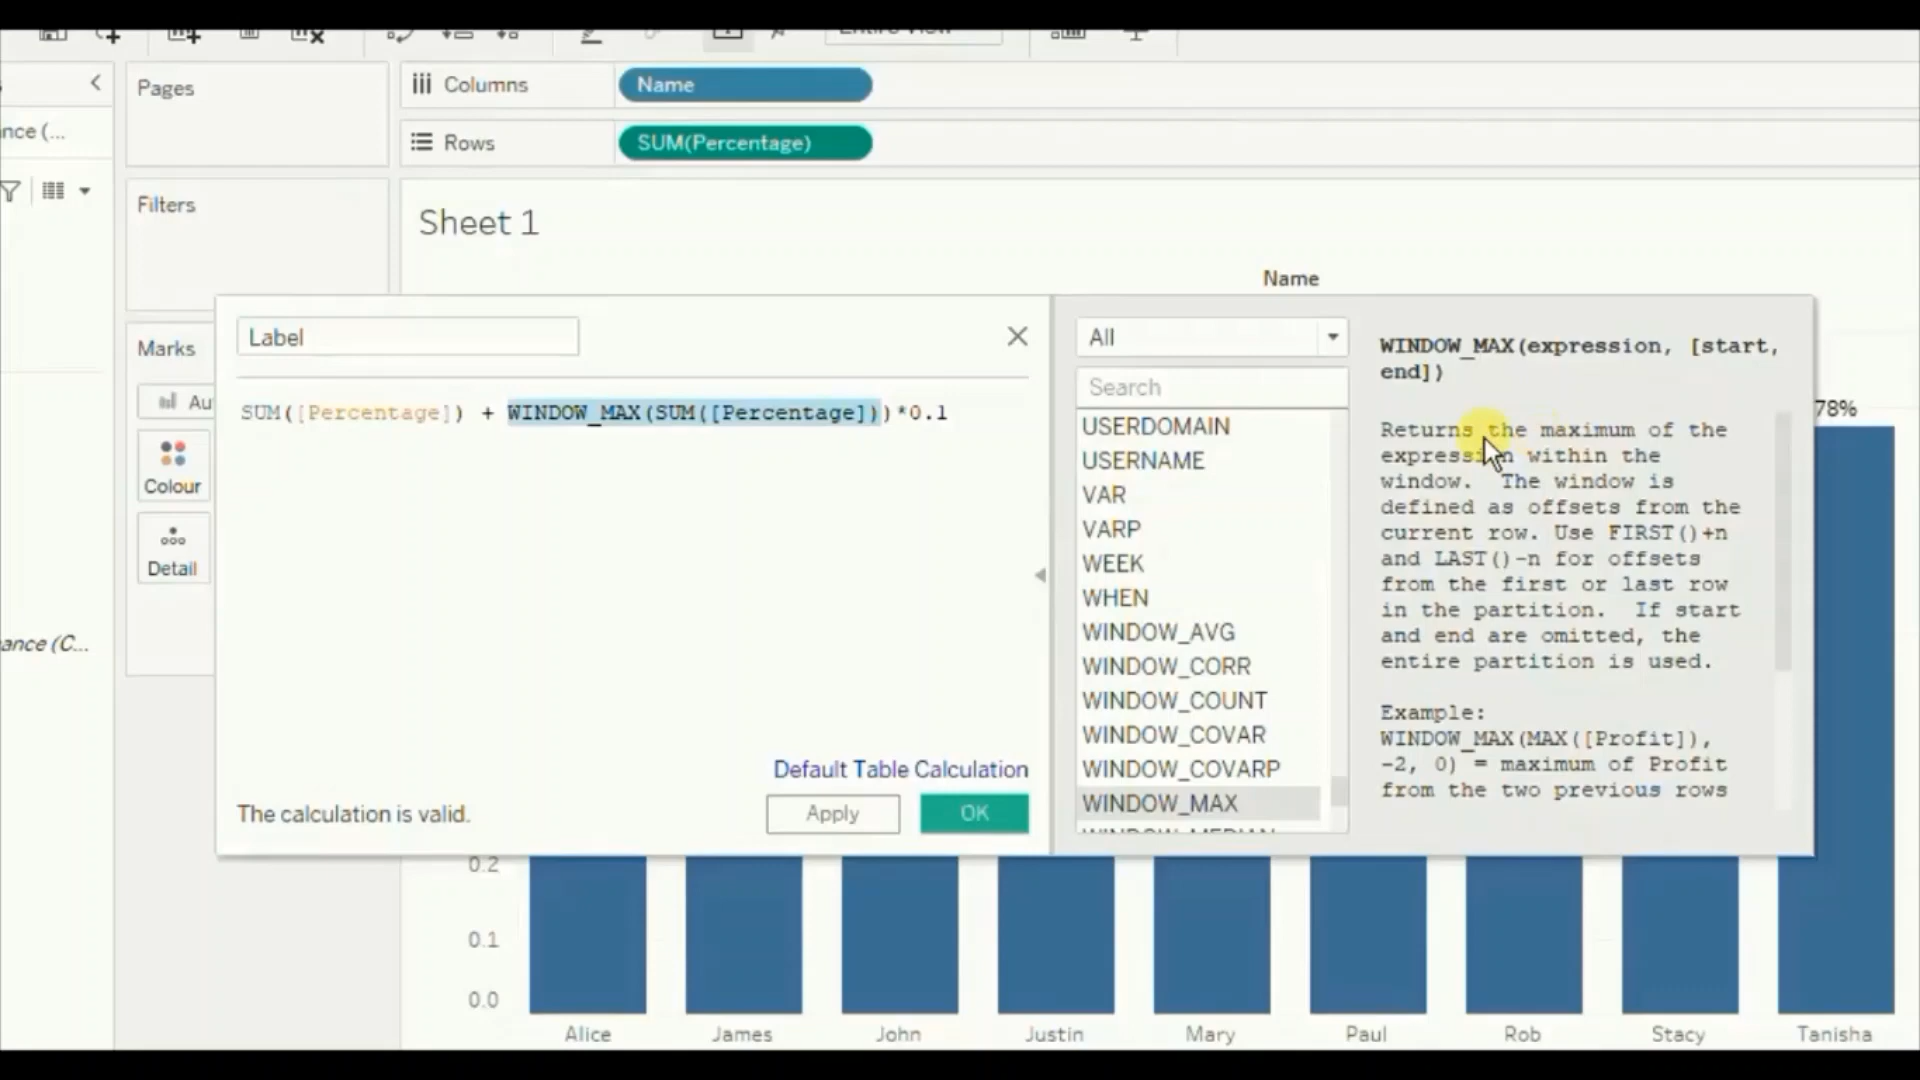 Pages
Columns
Name
nce (...
Rows
SUM(Percentage)
Filters
Sheet 1
Name
Marks
Label
All
WINDOW_MAX(expression, [start,
end])
Search
Au
SUM([Percentage]) + WINDOW_MAX(SUM([Percentage]))*0.1
78%
USERDOMAIN
USERNAME
VAR
VARP
WEEK
WHEN
WINDOW_AVG
WINDOW_CORR
WINDOW_COUNT
WINDOW_COVAR
WINDOW_COVARP
WINDOW_MAX
WINDOW_MEDIAN
Returns the maximum of the
expression within the
window. The window is
defined as offsets from the
current row. Use FIRST()+n
and LAST()-n for offsets
from the first or last row
in the partition. If start
and end are omitted, the
entire partition is used.
Example:
WINDOW_MAX(MAX([Profit]),
-2, 0) = maximum of Profit
from the two previous rows
Colour
Detail
ance (C...
Default Table Calculation
The calculation is valid.
Apply
OK
0.2
0.1
0.0
Alice
James
John
Justin
Mary
Paul
Rob
Stacy
Tanisha